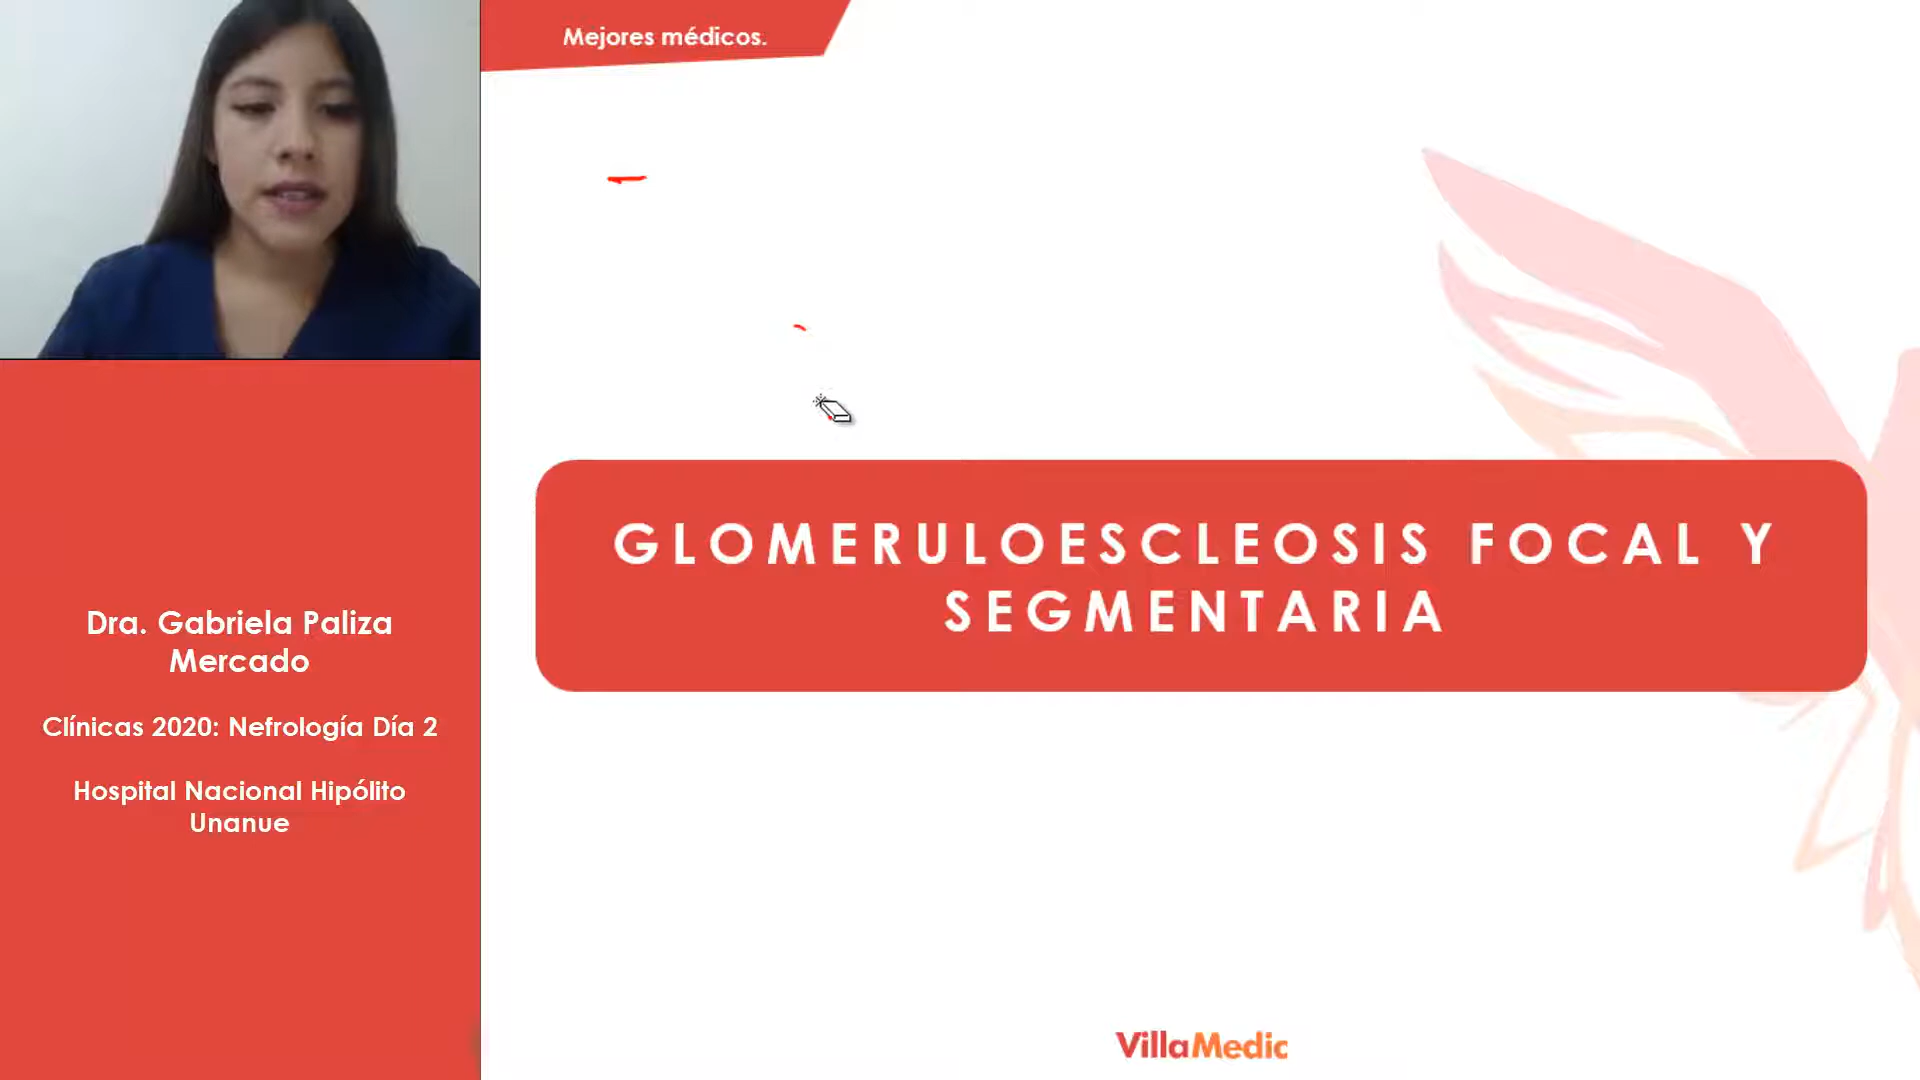 Mejores médicos.
GLOMERULOESCLEOSIS FOCAL Y
SEGMENTARIA
Dra. Gabriela Paliza
Mercado
Clínicas 2020: Nefrología Día 2
Hospital Nacional Hipólito
Unanue
VillaMedic